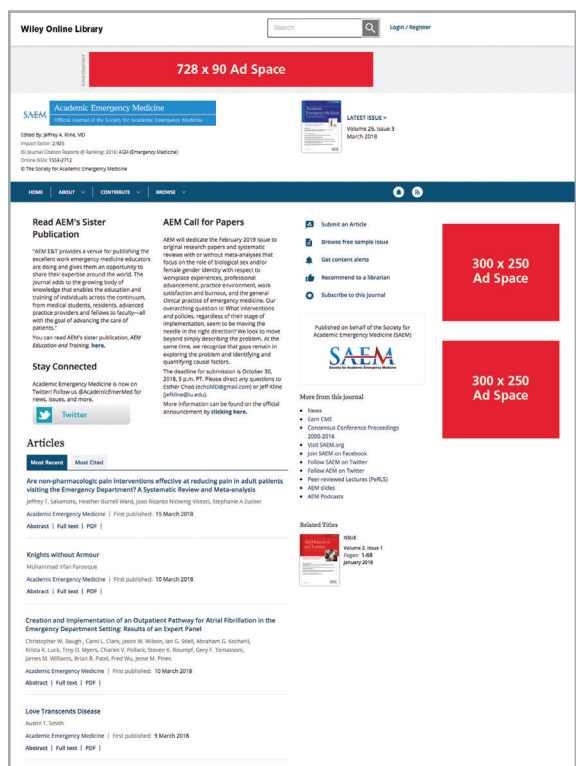 Wiley Online Library
Search
Login / Register
Advertisement
728 x 90 Ad Space
SAEM
Academic Emergency Medicine
Official Journal of the Society for Academic Emergency Medicine
Edited By: Jeffrey A. Kline, MD
Impact factor: 2.925
ISI Journal Citation Reports © Ranking: 2016: 4/24 (Emergency Medicine)
Online ISSN: 1553-2712
© The Society for Academic Emergency Medicine
Academic
Emergency Medicine
LATEST ISSUE >
Volume 25, Issue 3
March 2018
HOME
ABOUT
CONTRIBUTE
BROWSE
Read AEM's Sister
Publication
"AEM E&T provides a venue for publishing the
excellent work emergency medicine educators
are doing and gives them an opportunity to
share their expertise around the world. The
journal adds to the growing body of
knowledge that enables the education and
training of individuals across the continuum,
from medical students, residents, advanced
practice providers and fellows to faculty—all
with the goal of advancing the care of
patients."
You can read AEM's sister publication, AEM
Education and Training, here.
Stay Connected
Academic Emergency Medicine is now on
Twitter! Follow us @AcademicEmerMed for
news, issues, and more.
Twitter
AEM Call for Papers
AEM will dedicate the February 2019 issue to
original research papers and systematic
reviews with or without meta-analyses that
focus on the role of biological sex and/or
female gender identity with respect to
workplace experiences, professional
advancement, practice environment, work
satisfaction and burnout, and the general
clinical practice of emergency medicine. Our
overarching question is: What interventions
and policies, regardless of their stage of
implementation, seem to be moving the
needle in the right direction? We look to move
beyond simply describing the problem. At the
same time, we recognize that gaps remain in
exploring the problem and identifying and
quantifying causal factors.
The deadline for submission is October 30,
2018, 5 p.m. PT. Please direct any questions to
Esther Choo (echoMD@gmail.com) or Jeff Kline
(jefkline@iu.edu).
More information can be found on the official
announcement by clicking here.
Submit an Article
Browse free sample issue
Get content alerts
Recommend to a librarian
Subscribe to this journal
Published on behalf of the Society for
Academic Emergency Medicine (SAEM)
SAEM
Society for Academic Emergency Medicine
More from this journal
News
Earn CME
Consensus Conference Proceedings
2000-2016
Visit SAEM.org
Join SAEM on Facebook
Follow SAEM on Twitter
Follow AEM on Twitter
Peer-reviewed Lectures (PeRLS)
AEM slides
AEM Podcasts
Related Titles
AEM Education
and Training
ISSUE
Volume 2, Issue 1
Pages: 1-68
January 2018
300 x 250
Ad Space
300 x 250
Ad Space
Articles
Most Recent
Most Cited
Are non-pharmacologic pain interventions effective at reducing pain in adult patients
visiting the Emergency Department? A Systematic Review and Meta-analysis
Jeffrey T. Sakamoto, Heather Burrell Ward, Joao Ricardo Nickenig Vissoci, Stephanie A Eucker
Academic Emergency Medicine | First published: 15 March 2018
Abstract | Full text | PDF |
Knights without Armour
Muhammad Irfan Farooque
Academic Emergency Medicine | First published: 10 March 2018
Abstract | Full text | PDF |
Creation and Implementation of an Outpatient Pathway for Atrial Fibrillation in the
Emergency Department Setting: Results of an Expert Panel
Christopher W. Baugh, Carol L. Clark, Jason W. Wilson, Ian G. Stiell, Abraham G. Kocheril,
Krista K. Luck, Troy D. Myers, Charles V. Pollack, Steven K. Roumpf, Gery F. Tomassoni,
James M. Williams, Brian B. Patel, Fred Wu, Jesse M. Pines
Academic Emergency Medicine | First published: 10 March 2018
Abstract | Full text | PDF |
Love Transcends Disease
Austin T. Smith
Academic Emergency Medicine | First published: 9 March 2018
Abstract | Full text | PDF |